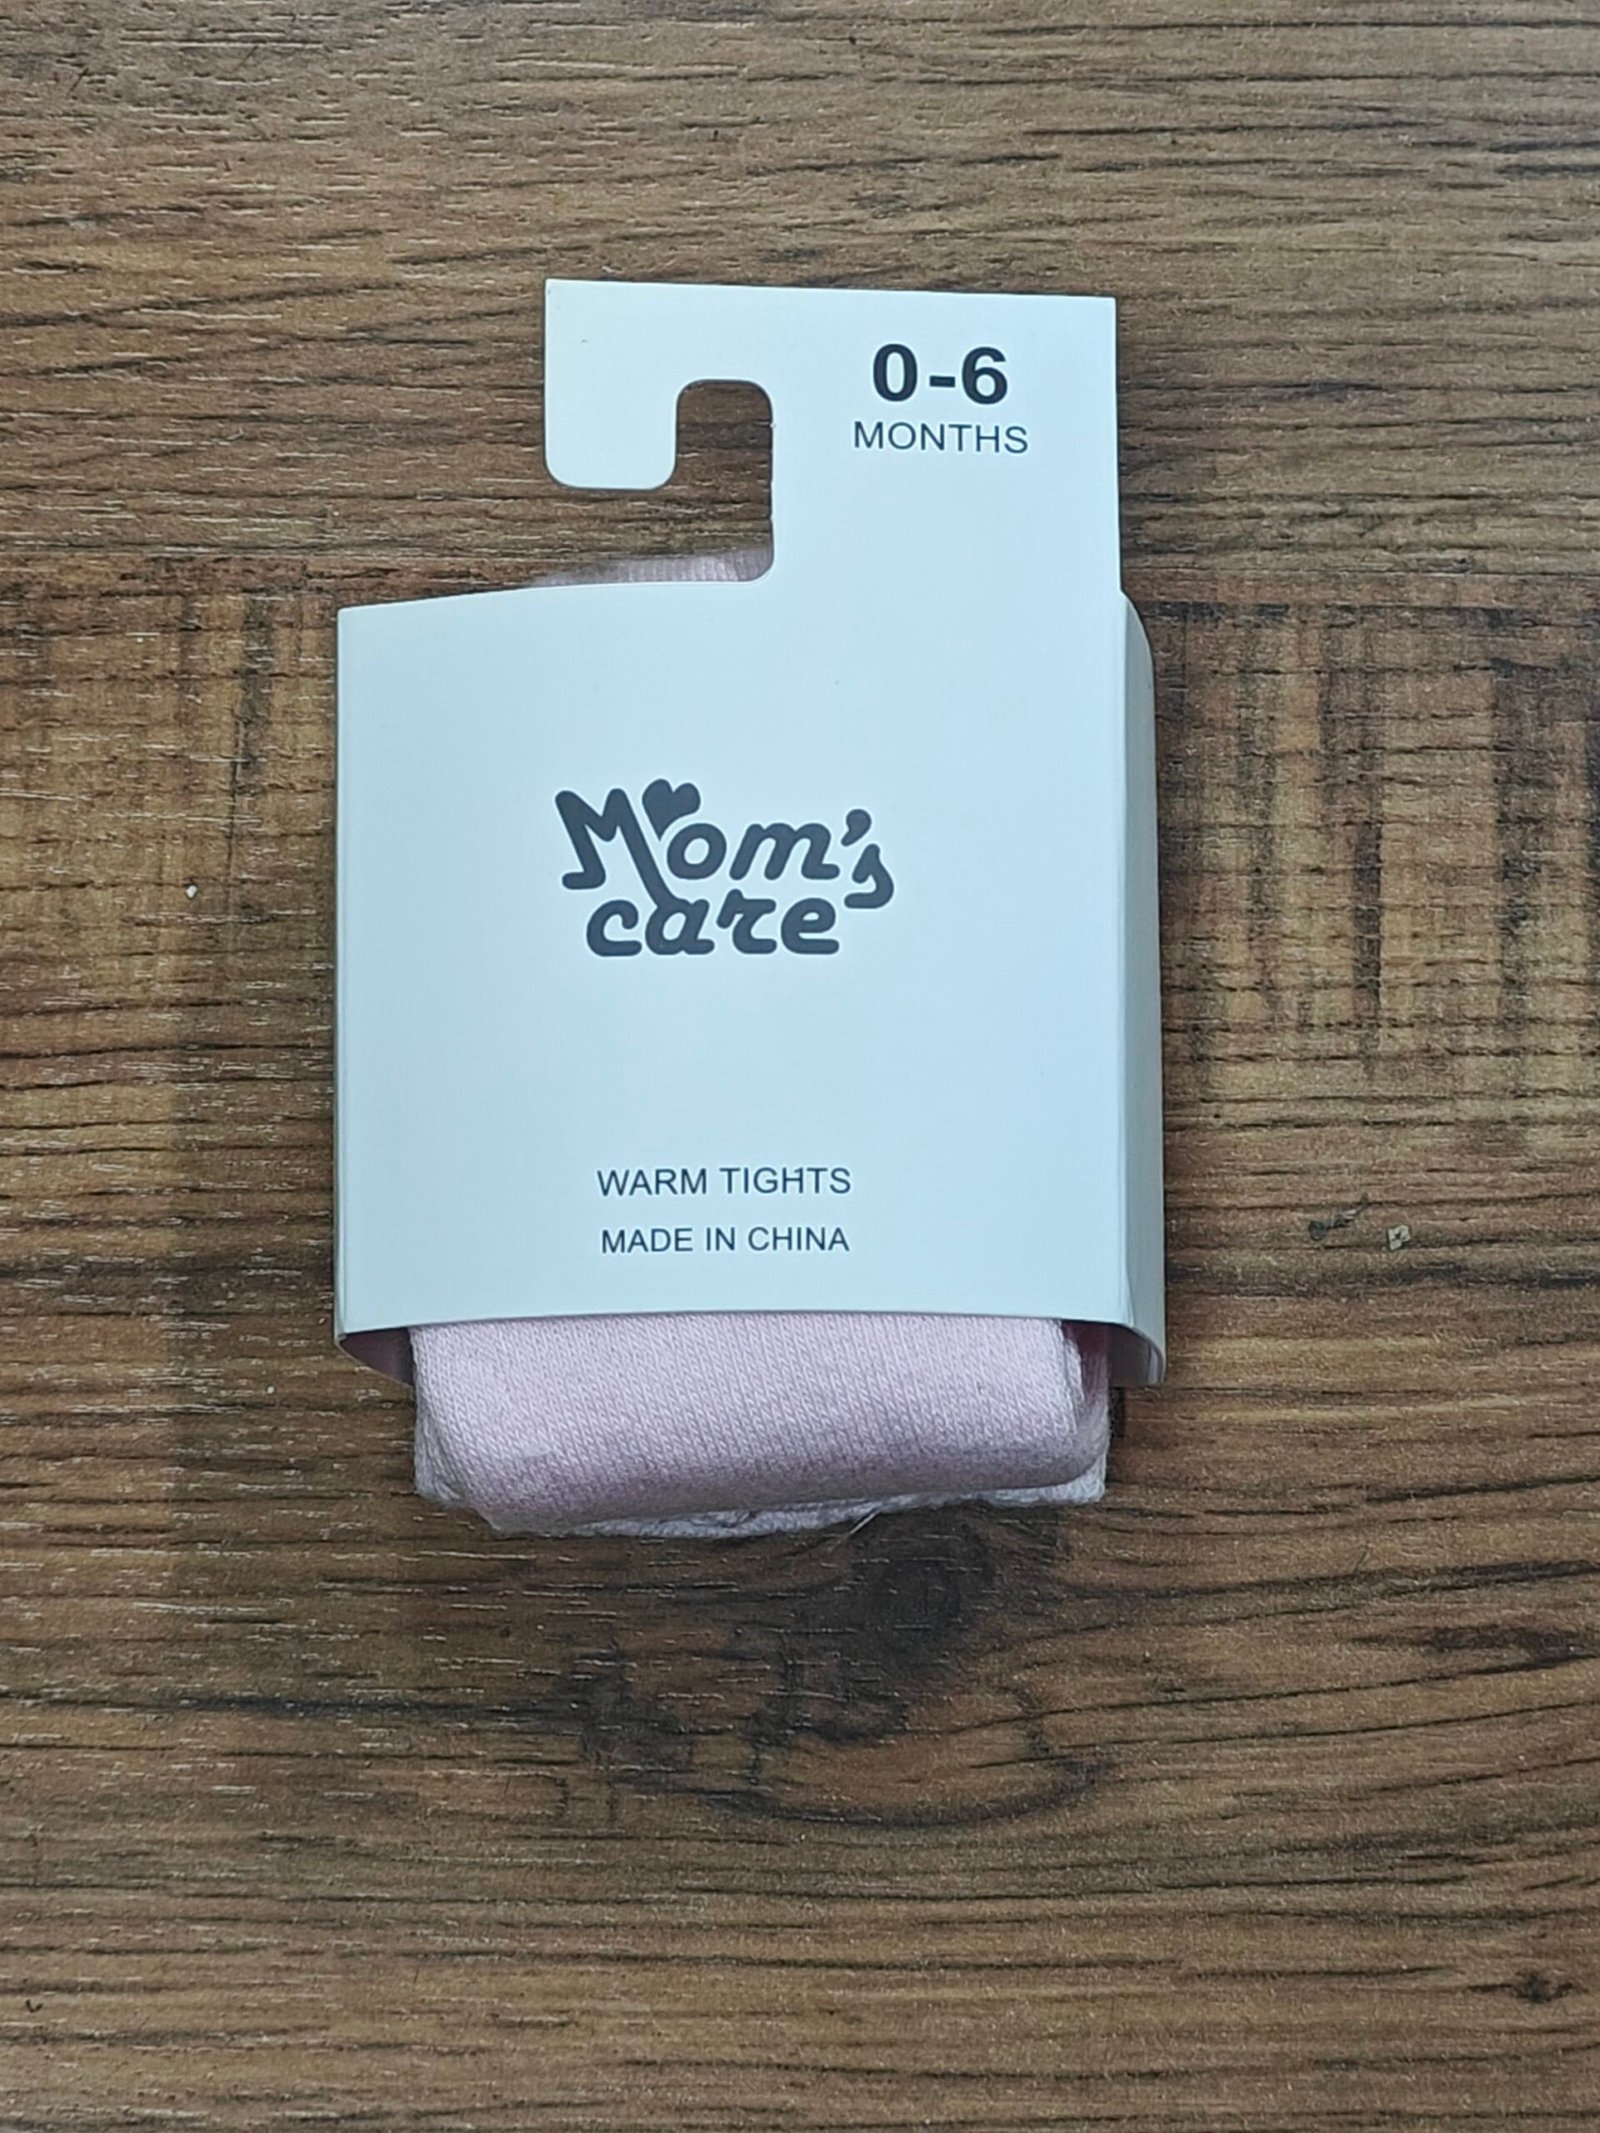 0-6
MONTHS
Mom's
care
WARM TIGHTS
MADE IN CHINA